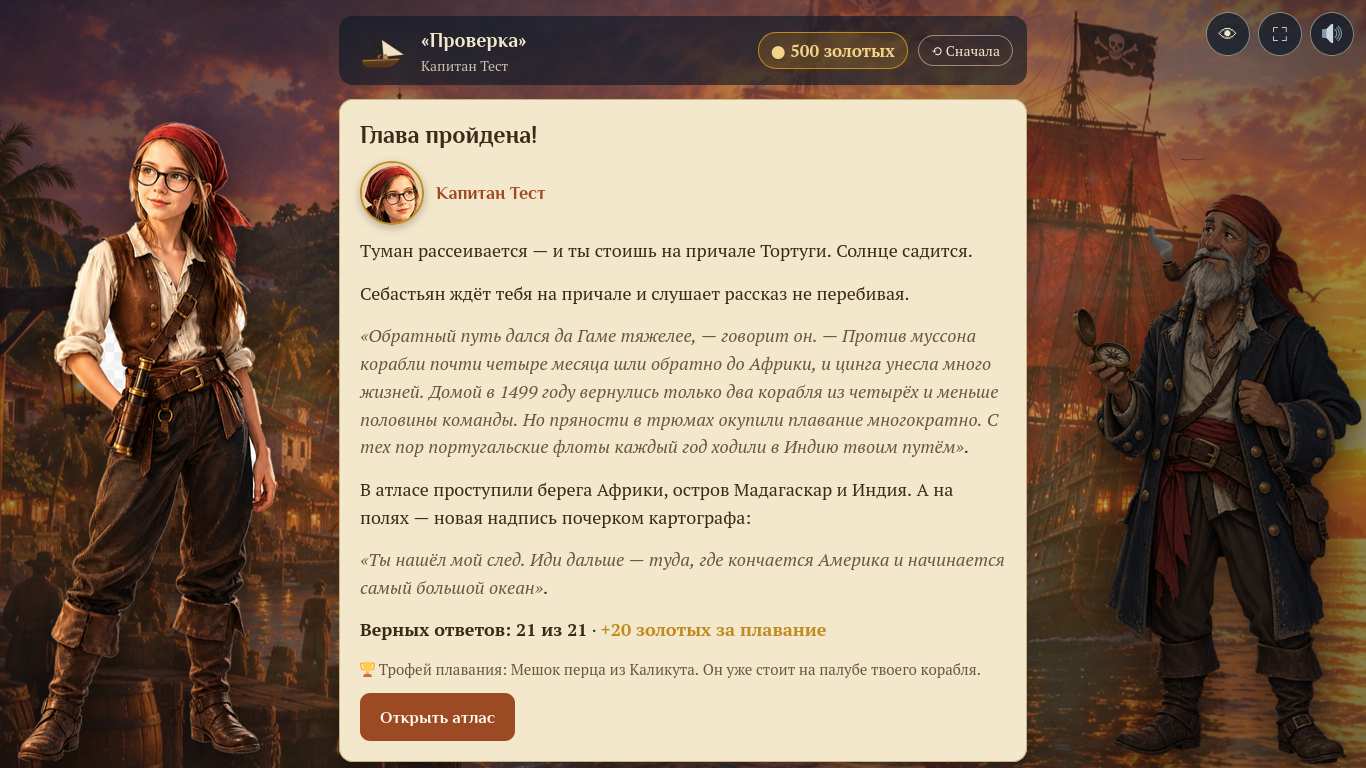 «Проверка»
Капитан Тест
500 золотых
⟲ Сначала
Глава пройдена!
Капитан Тест
Туман рассеивается — и ты стоишь на причале Тортуги. Солнце садится.
Себастьян ждёт тебя на причале и слушает рассказ не перебивая.
«Обратный путь дался да Гаме тяжелее, — говорит он. — Против муссона
корабли почти четыре месяца шли обратно до Африки, и цинга унесла много
жизней. Домой в 1499 году вернулись только два корабля из четырёх и меньше
половины команды. Но пряности в трюмах окупили плавание многократно. С
тех пор португальские флоты каждый год ходили в Индию твоим путём».
В атласе проступили берега Африки, остров Мадагаскар и Индия. А на
полях — новая надпись почерком картографа:
«Ты нашёл мой след. Иди дальше — туда, где кончается Америка и начинается
самый большой океан».
Верных ответов: 21 из 21 · +20 золотых за плавание
🏆 Трофей плавания: Мешок перца из Каликута. Он уже стоит на палубе твоего корабля.
Открыть атлас